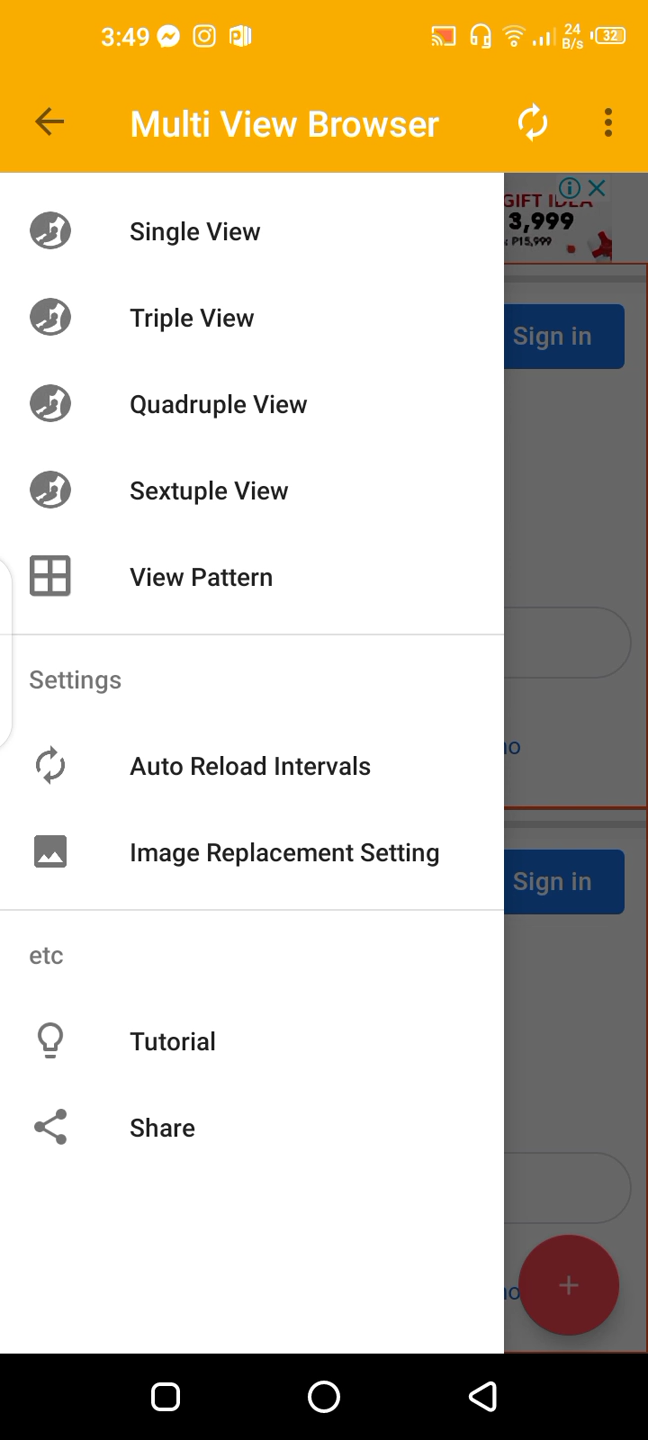 3:49
24
B/s
32
Multi View Browser
GIFT IDEA
3,999
P15,999
Single View
Sign in
Triple View
Quadruple View
Sextuple View
View Pattern
Settings
Auto Reload Intervals
Image Replacement Setting
Sign in
etc
Tutorial
Share
+